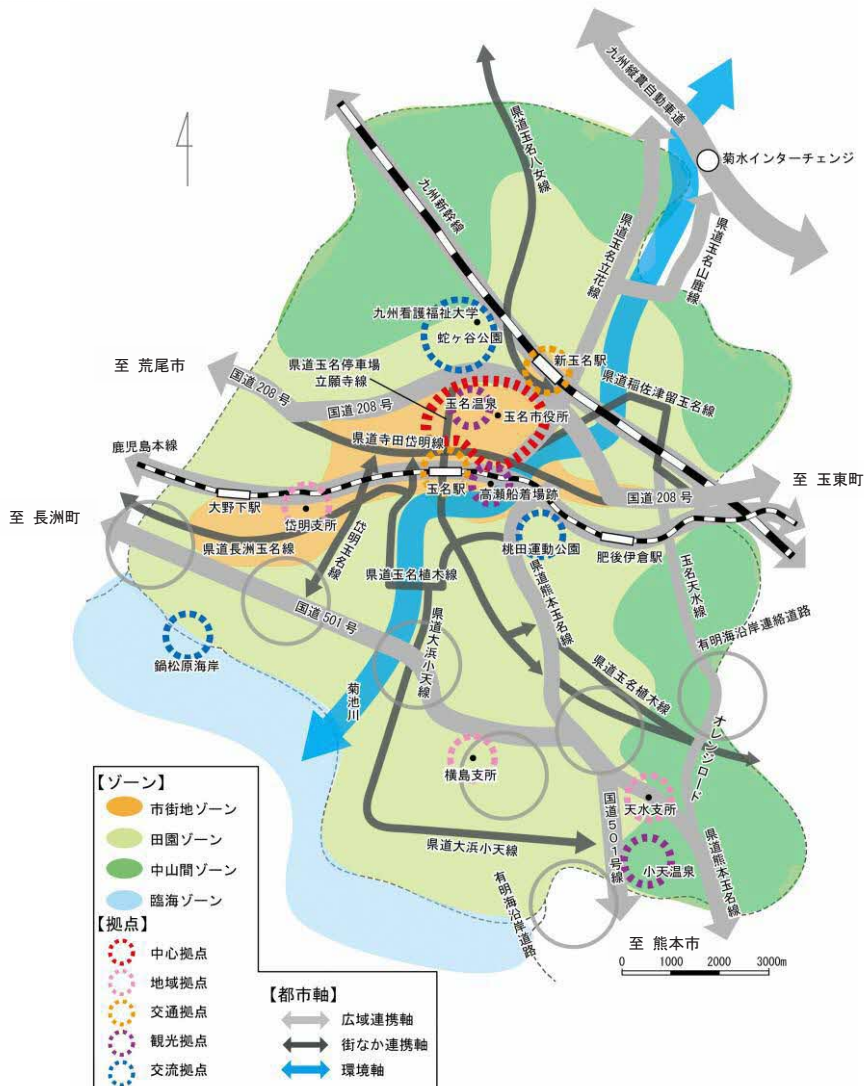 九州縦貫自動車道
菊水インターチェンジ
県道玉名八女線
九州新幹線
県道玉名立花線
県道玉名山鹿線
九州看護福祉大学
蛇ヶ谷公園
新玉名駅
至 荒尾市
県道玉名停車場
立願寺線
国道208号
国道208号
玉名温泉
玉名市役所
県道稲佐津留玉名線
県道寺田岱明線
鹿児島本線
至 玉東町
玉名駅
高瀬船着場跡
国道208号
大野下駅
岱明支所
至 長洲町
県道長洲玉名線
岱明玉名線
県道玉名植木線
桃田運動公園
肥後伊倉駅
県道熊本玉名線
玉名天水線
国道501号
県道大浜小天線
有明海沿岸連絡道路
鍋松原海岸
菊池川
県道玉名植木線
オレンジロード
横島支所
天水支所
国道501号線
県道大浜小天線
小天温泉
県道熊本玉名線
有明海沿岸道路
至 熊本市
0 1000 2000 3000m
【ゾーン】
市街地ゾーン
田園ゾーン
中山間ゾーン
臨海ゾーン
【拠点】
中心拠点
地域拠点
交通拠点
観光拠点
交流拠点
【都市軸】
広域連携軸
街なか連携軸
環境軸